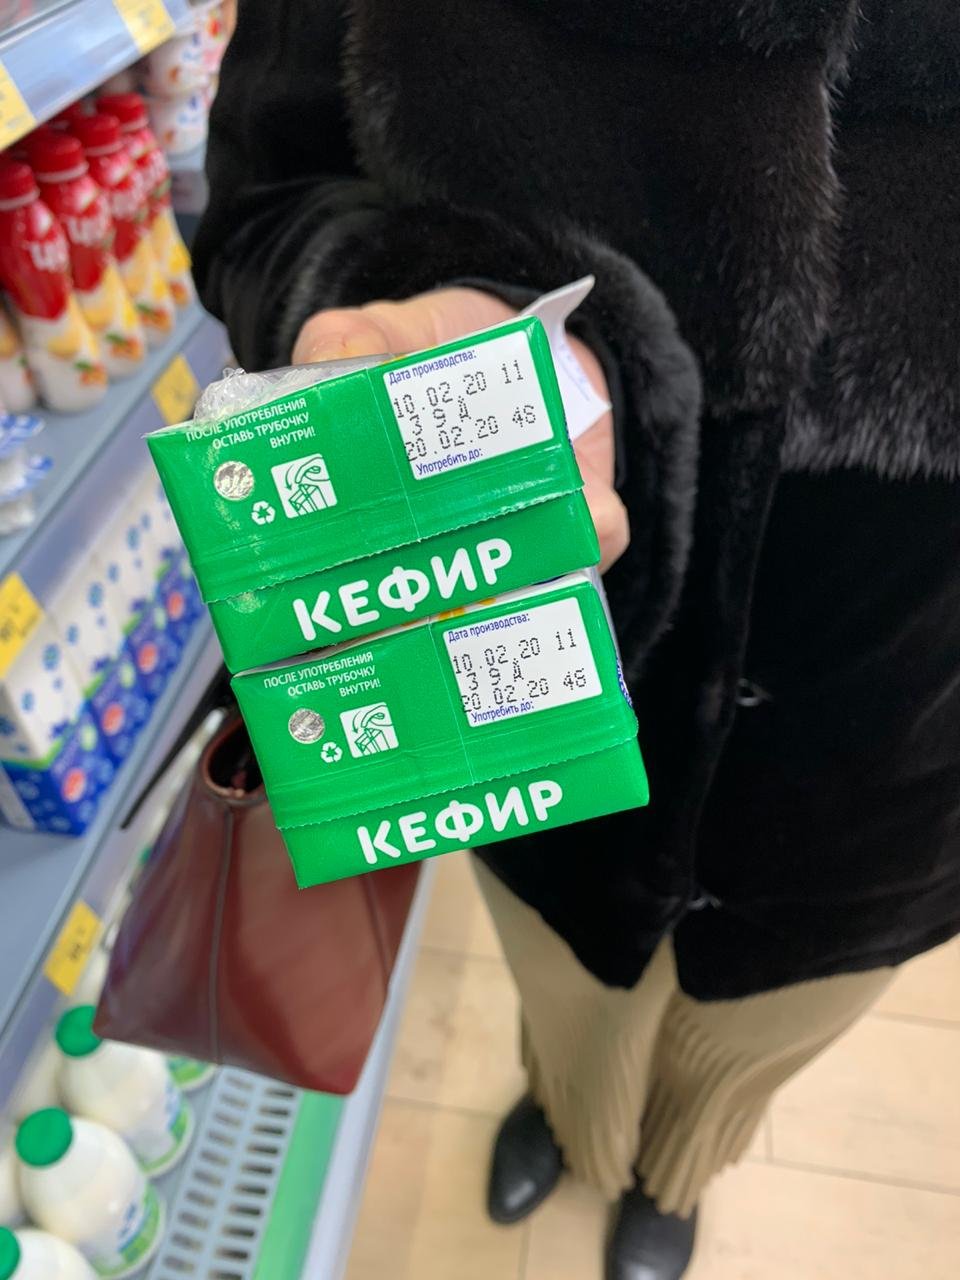 ПОСЛЕ УПОТРЕБЛЕНИЯ
ОСТАВЬ ТРУБОЧКУ
ВНУТРИ!
Дата производства:
10.02.20 11
3 9 A
20.02.20 48
Употребить до:
КЕФИР
ПОСЛЕ УПОТРЕБЛЕНИЯ
ОСТАВЬ ТРУБОЧКУ
ВНУТРИ!
Дата производства:
10.02.20 11
3 9 A
20.02.20 48
Употребить до:
КЕФИР